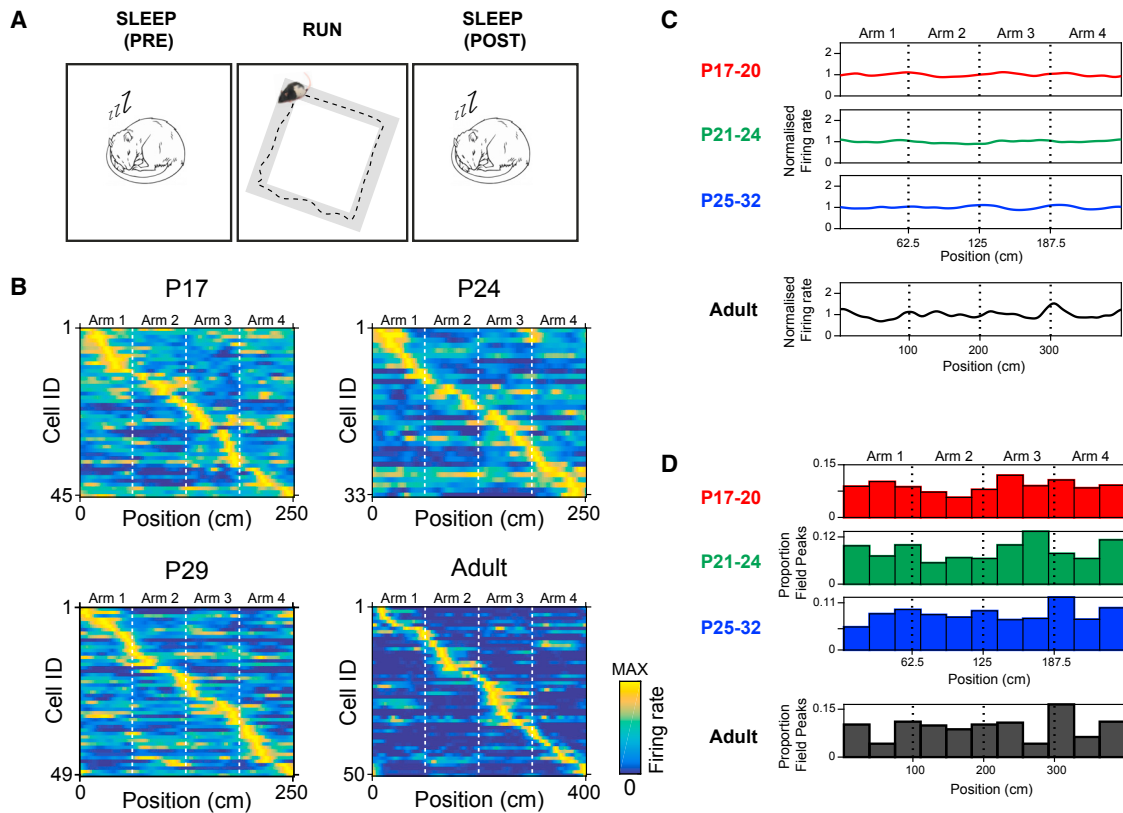 A
SLEEP
(PRE)
RUN
SLEEP
(POST)
zzZ
zzZ
B
P17
Arm 1 Arm 2 Arm 3 Arm 4
1
Cell ID
45
0 250
Position (cm)
P24
Arm 1 Arm 2 Arm 3 Arm 4
1
Cell ID
33
0 250
Position (cm)
P29
Arm 1 Arm 2 Arm 3 Arm 4
1
Cell ID
49
0 250
Position (cm)
Adult
Arm 1 Arm 2 Arm 3 Arm 4
1
Cell ID
50
0 400
Position (cm)
MAX
Firing rate
0
C
Arm 1 Arm 2 Arm 3 Arm 4
P17-20
2
1
0
P21-24
2
1
0
Normalised
Firing rate
P25-32
2
1
0
62.5 125 187.5
Position (cm)
Adult
Normalised
Firing rate
2
1
0
100 200 300
Position (cm)
D
Arm 1 Arm 2 Arm 3 Arm 4
P17-20
0.15
0
P21-24
0.12
0
Proportion
Field Peaks
P25-32
0.11
0
62.5 125 187.5
Adult
Proportion
Field Peaks
0.15
0
100 200 300
Position (cm)